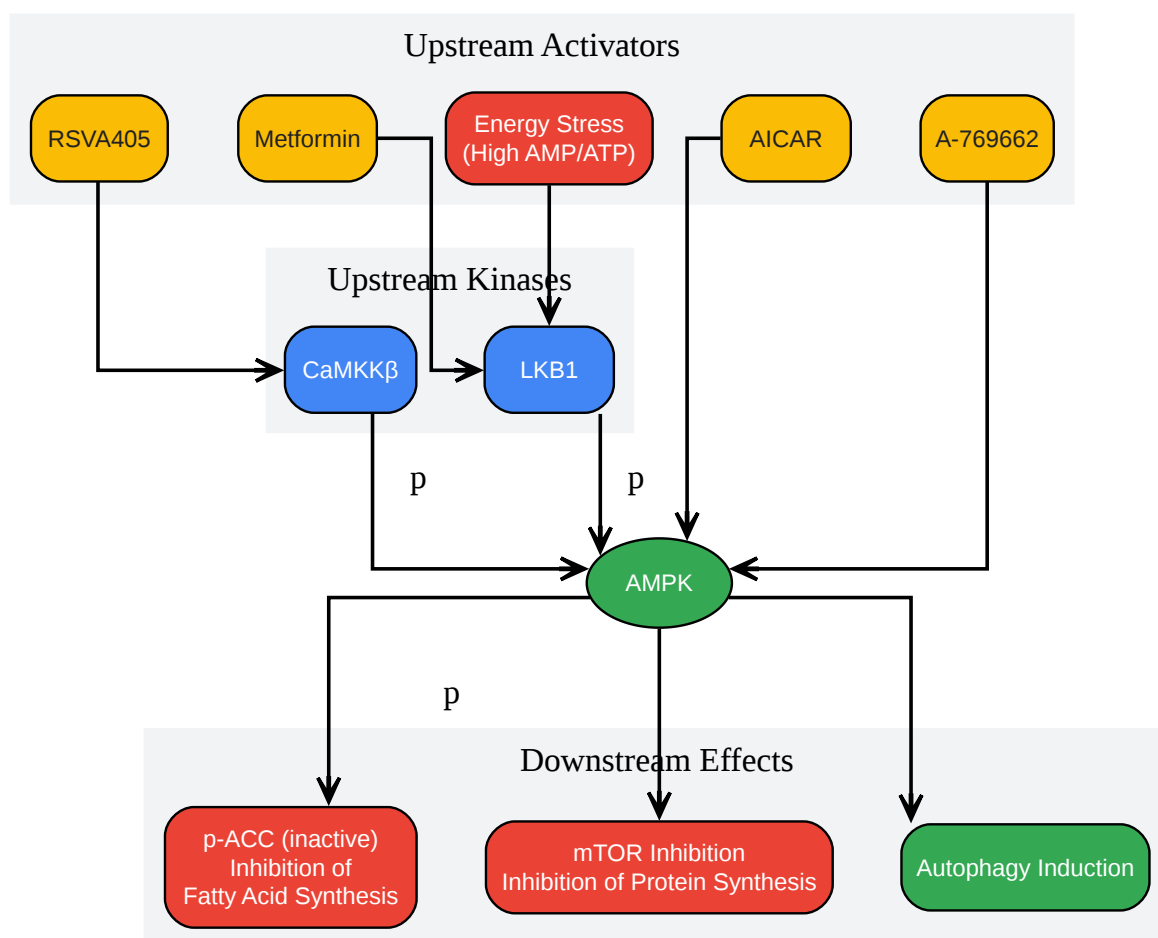 Upstream Activators
RSVA405
Metformin
Energy Stress
(High AMP/ATP)
AICAR
A-769662
Upstream Kinases
CaMKKβ
LKB1
p
p
AMPK
p
Downstream Effects
p-ACC (inactive)
Inhibition of
Fatty Acid Synthesis
mTOR Inhibition
Inhibition of Protein Synthesis
Autophagy Induction